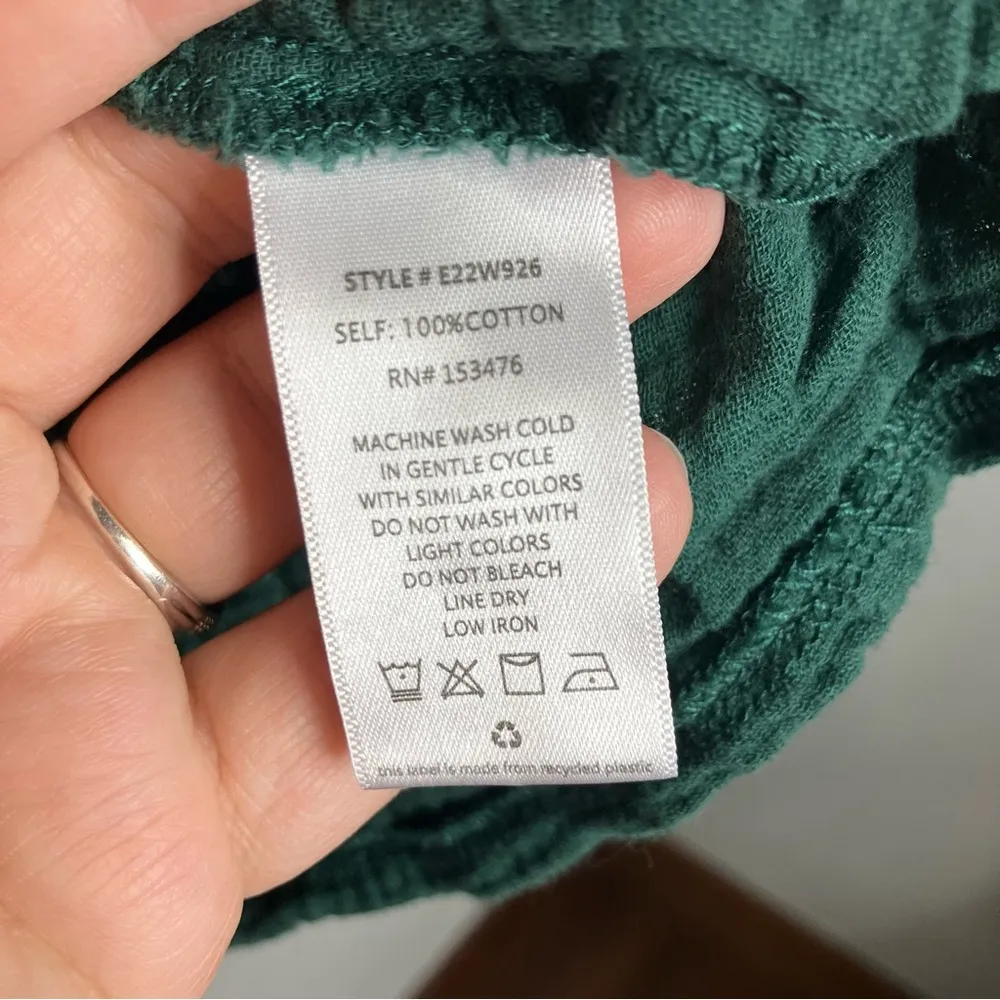 STYLE # E22W926
SELF: 100%COTTON
RN# 153476
MACHINE WASH COLD
IN GENTLE CYCLE
WITH SIMILAR COLORS
DO NOT WASH WITH
LIGHT COLORS
DO NOT BLEACH
LINE DRY
LOW IRON
this label is made from recycled plastic